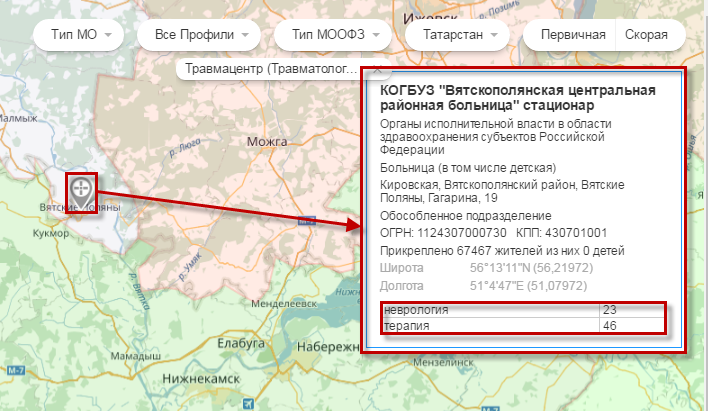 Ижевск
Тип МО
Все Профили
Тип МООФЗ
Татарстан
Первичная
Скорая
Травмацентр (Травматолог... ×
КОГБУЗ "Вятскополянская центральная
районная больница" стационар
Органы исполнительной власти в области
здравоохранения субъектов Российской
Федерации
Больница (в том числе детская)
Кировская, Вятскополянский район, Вятские
Поляны, Гагарина, 19
Обособленное подразделение
ОГРН: 1124307000730 КПП: 430701001
Прикреплено 67467 жителей из них 0 детей
Широта 56°13'11"N (56,21972)
Долгота 51°4'47"E (51,07972)
неврология 23
терапия 46
Малмыж
р. Люга
Можга
Вятские Поляны
Кукмор
М-7
р. Умяк
р. Вятка
Менделеевск
Елабуга
Набережн
Мамадыш
Мензелинск
Нижнекамск